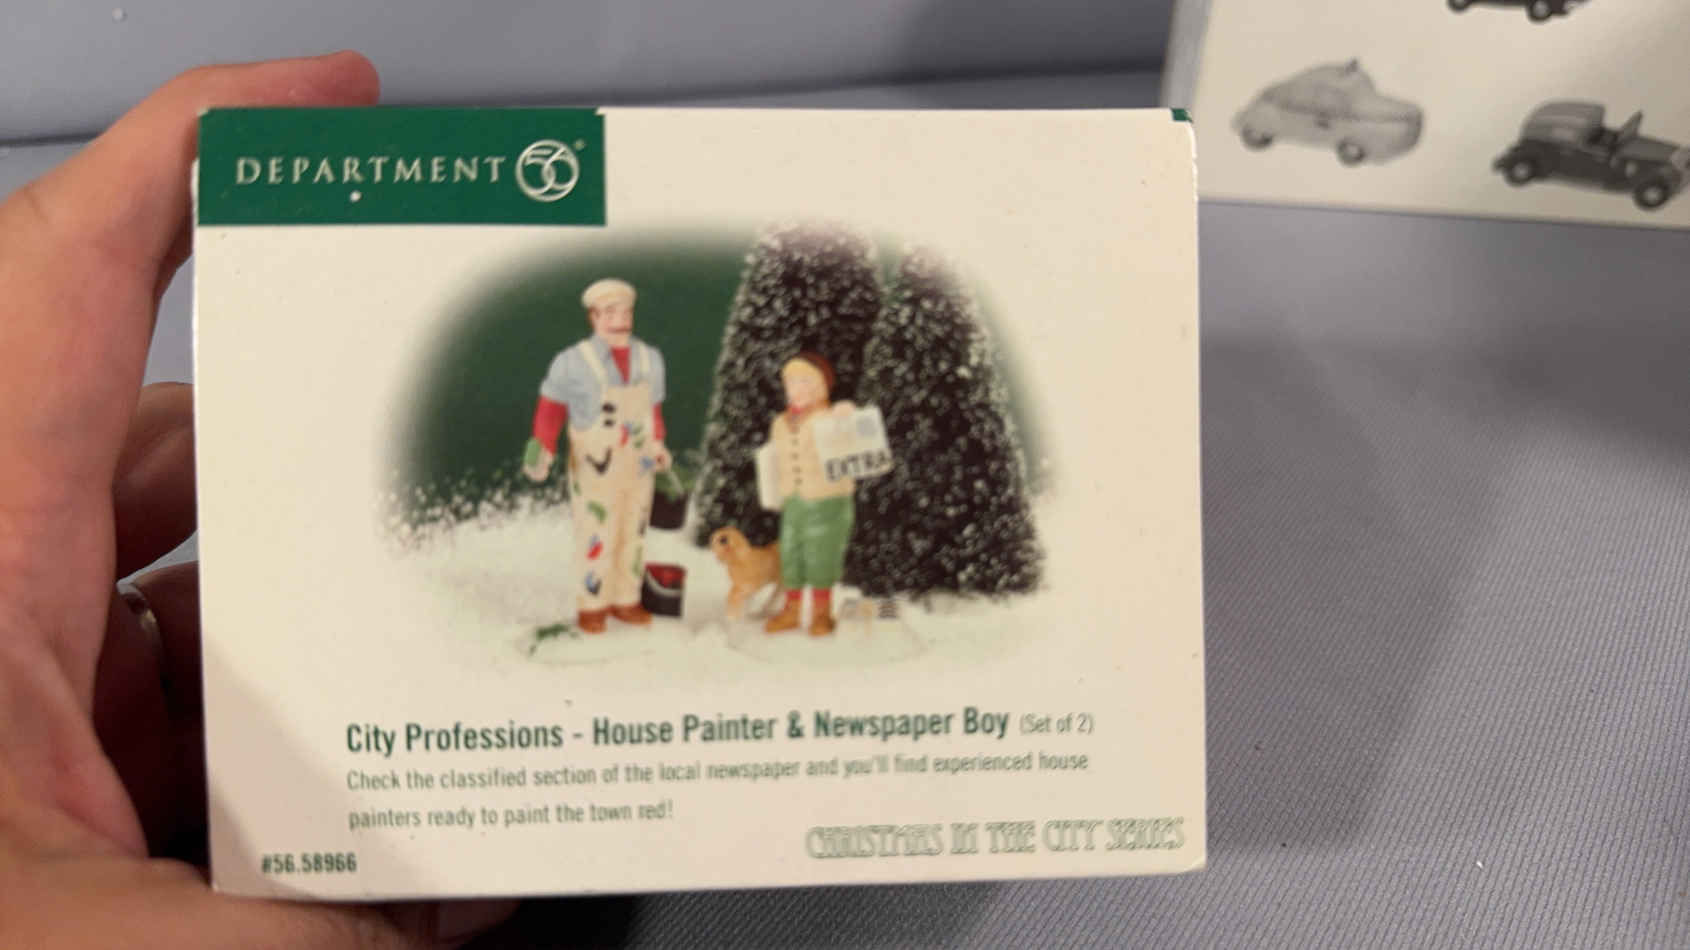 DEPARTMENT 56®
EXTRA
City Professions - House Painter & Newspaper Boy (Set of 2)
Check the classified section of the local newspaper and you'll find experienced house
painters ready to paint the town red!
CHRISTMAS IN THE CITY SERIES
#56.58966